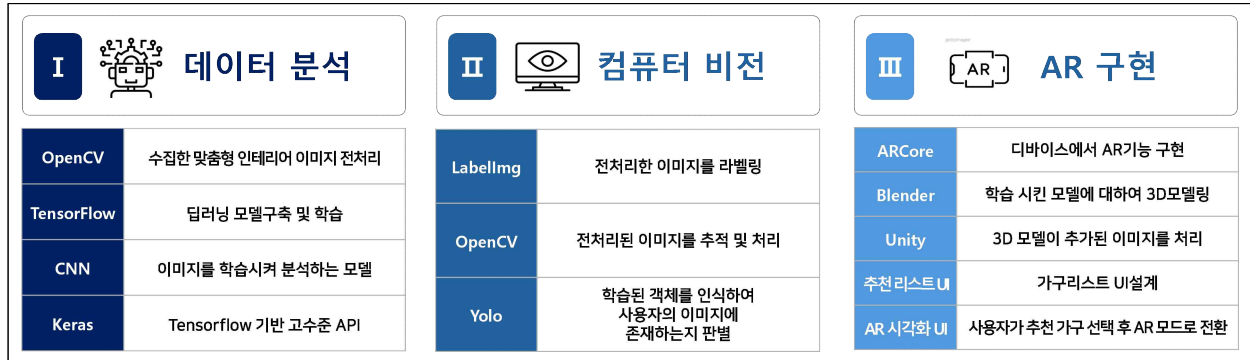 I
데이터 분석
OpenCV
수집한 맞춤형 인테리어 이미지 전처리
TensorFlow
딥러닝 모델구축 및 학습
CNN
이미지를 학습시켜 분석하는 모델
Keras
Tensorflow 기반 고수준 API
II
컴퓨터 비전
LabelImg
전처리한 이미지를 라벨링
OpenCV
전처리된 이미지를 추적 및 처리
Yolo
학습된 객체를 인식하여
사용자의 이미지에
존재하는지 판별
III
AR
AR 구현
ARCore
디바이스에서 AR기능 구현
Blender
학습 시킨 모델에 대하여 3D모델링
Unity
3D 모델이 추가된 이미지를 처리
추천 리스트 UI
가구리스트 UI설계
AR 시각화 UI
사용자가 추천 가구 선택 후 AR 모드로 전환